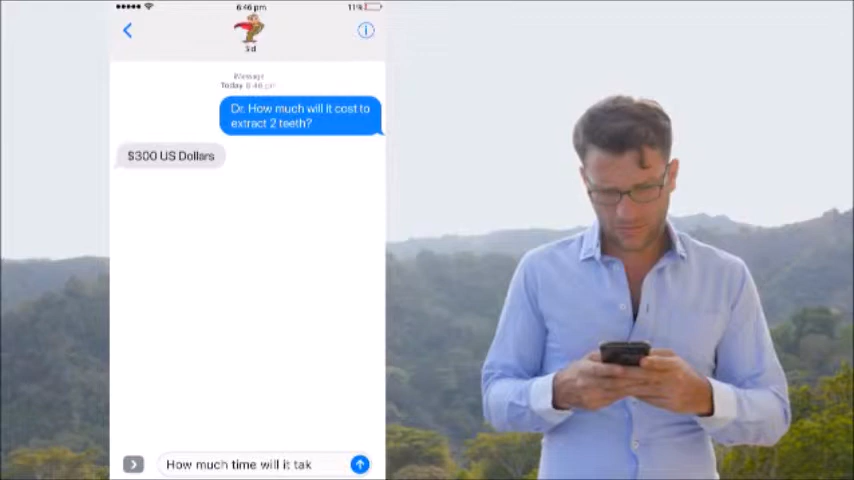 6:46 pm
11%
Sid
iMessage
Today 6:46 pm
Dr. How much will it cost to
extract 2 teeth?
$300 US Dollars
How much time will it tak